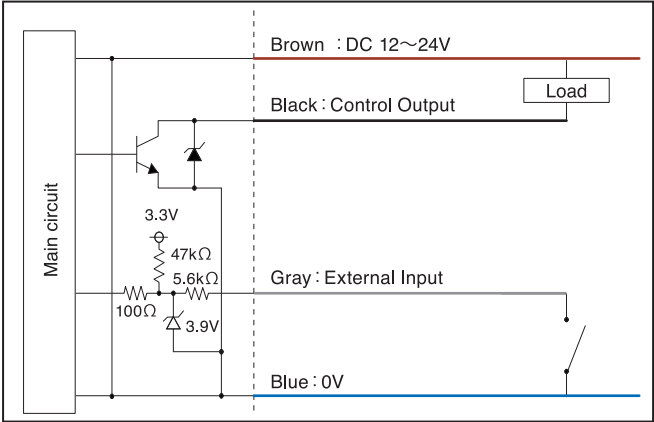 Brown : DC 12～24V
Load
Black : Control Output
Main circuit
3.3V
47kΩ
5.6kΩ
Gray : External Input
100Ω
3.9V
Blue : 0V